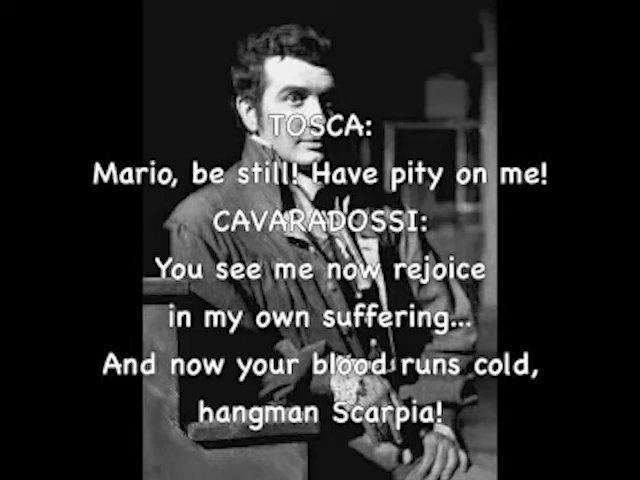 TOSCA:
Mario, be still! Have pity on me!
CAVARADOSSI:
You see me now rejoice
in my own suffering...
And now your blood runs cold,
hangman Scarpia!